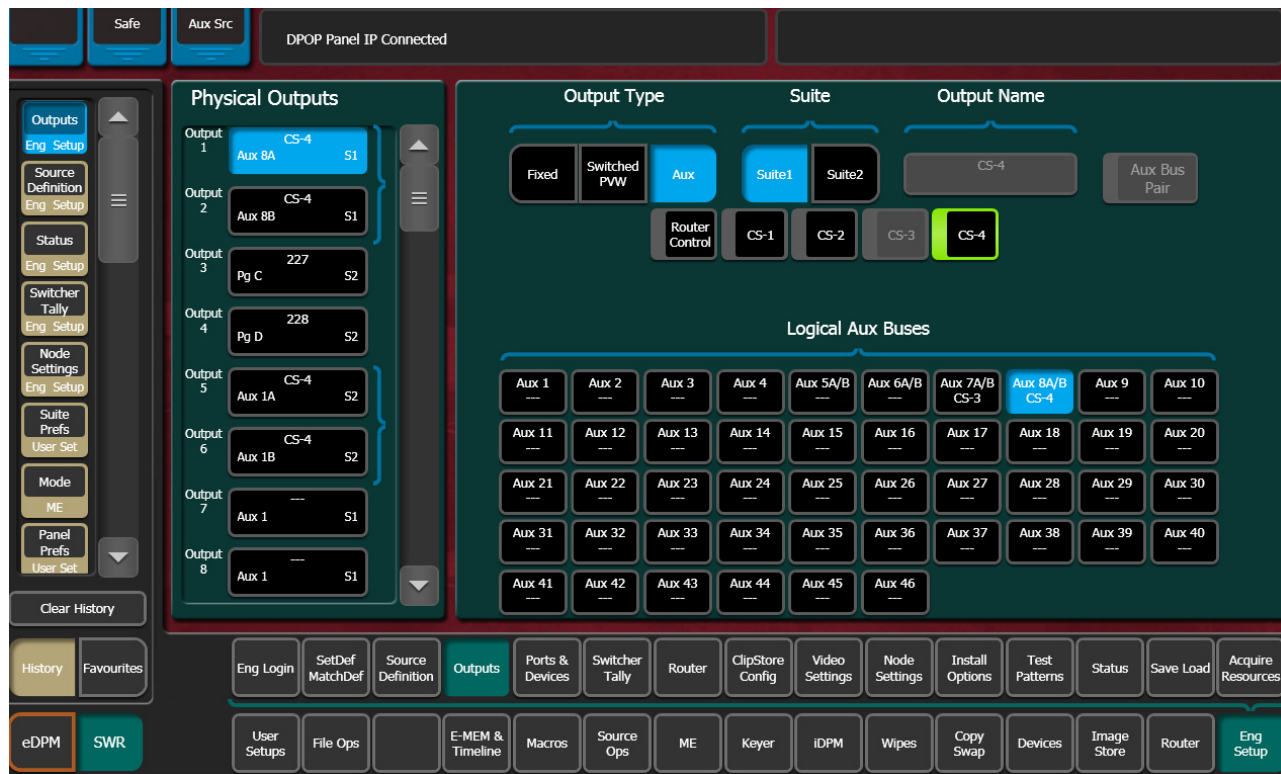 Safe
Aux Src
DPOP Panel IP Connected
Outputs
Eng Setup
Source
Definition
Eng Setup
Status
Eng Setup
Switcher
Tally
Eng Setup
Node
Settings
Eng Setup
Suite
Prefs
User Set
Mode
ME
Panel
Prefs
User Set
Clear History
History
Favourites
eDPM
SWR
Physical Outputs
Output
1
CS-4
Aux 8A S1
Output
2
CS-4
Aux 8B S1
Output
3
227
Pg C S2
Output
4
228
Pg D S2
Output
5
CS-4
Aux 1A S2
Output
6
CS-4
Aux 1B S2
Output
7
---
Aux 1 S1
Output
8
---
Aux 1 S1
Output Type
Suite
Output Name
Fixed
Switched
PVW
Aux
Suite1
Suite2
CS-4
Aux Bus
Pair
Router
Control
CS-1
CS-2
CS-3
CS-4
Logical Aux Buses
Aux 1
---
Aux 2
---
Aux 3
---
Aux 4
---
Aux 5A/B
---
Aux 6A/B
---
Aux 7A/B
CS-3
Aux 8A/B
CS-4
Aux 9
---
Aux 10
---
Aux 11
---
Aux 12
---
Aux 13
---
Aux 14
---
Aux 15
---
Aux 16
---
Aux 17
---
Aux 18
---
Aux 19
---
Aux 20
---
Aux 21
---
Aux 22
---
Aux 23
---
Aux 24
---
Aux 25
---
Aux 26
---
Aux 27
---
Aux 28
---
Aux 29
---
Aux 30
---
Aux 31
---
Aux 32
---
Aux 33
---
Aux 34
---
Aux 35
---
Aux 36
---
Aux 37
---
Aux 38
---
Aux 39
---
Aux 40
---
Aux 41
---
Aux 42
---
Aux 43
---
Aux 44
---
Aux 45
---
Aux 46
---
Eng Login
SetDef
MatchDef
Source
Definition
Outputs
Ports &
Devices
Switcher
Tally
Router
ClipStore
Config
Video
Settings
Node
Settings
Install
Options
Test
Patterns
Status
Save Load
Acquire
Resources
User
Setups
File Ops
E-MEM &
Timeline
Macros
Source
Ops
ME
Keyer
iDPM
Wipes
Copy
Swap
Devices
Image
Store
Router
Eng
Setup